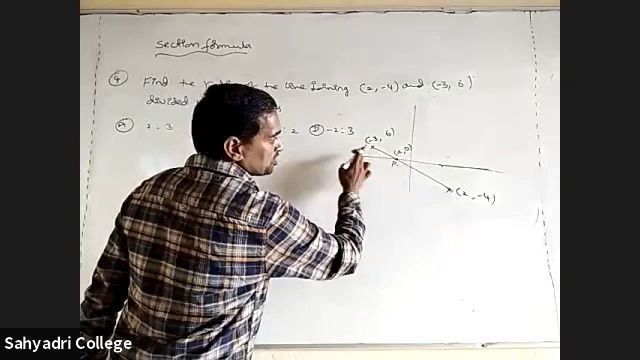 Section formula
4 Find the line joining (2, -4) and (-3, 6)
divided
A 2:3 :2 D -2:3
(-3, 6)
(x, 0)
P
(2, -4)
Sahyadri College